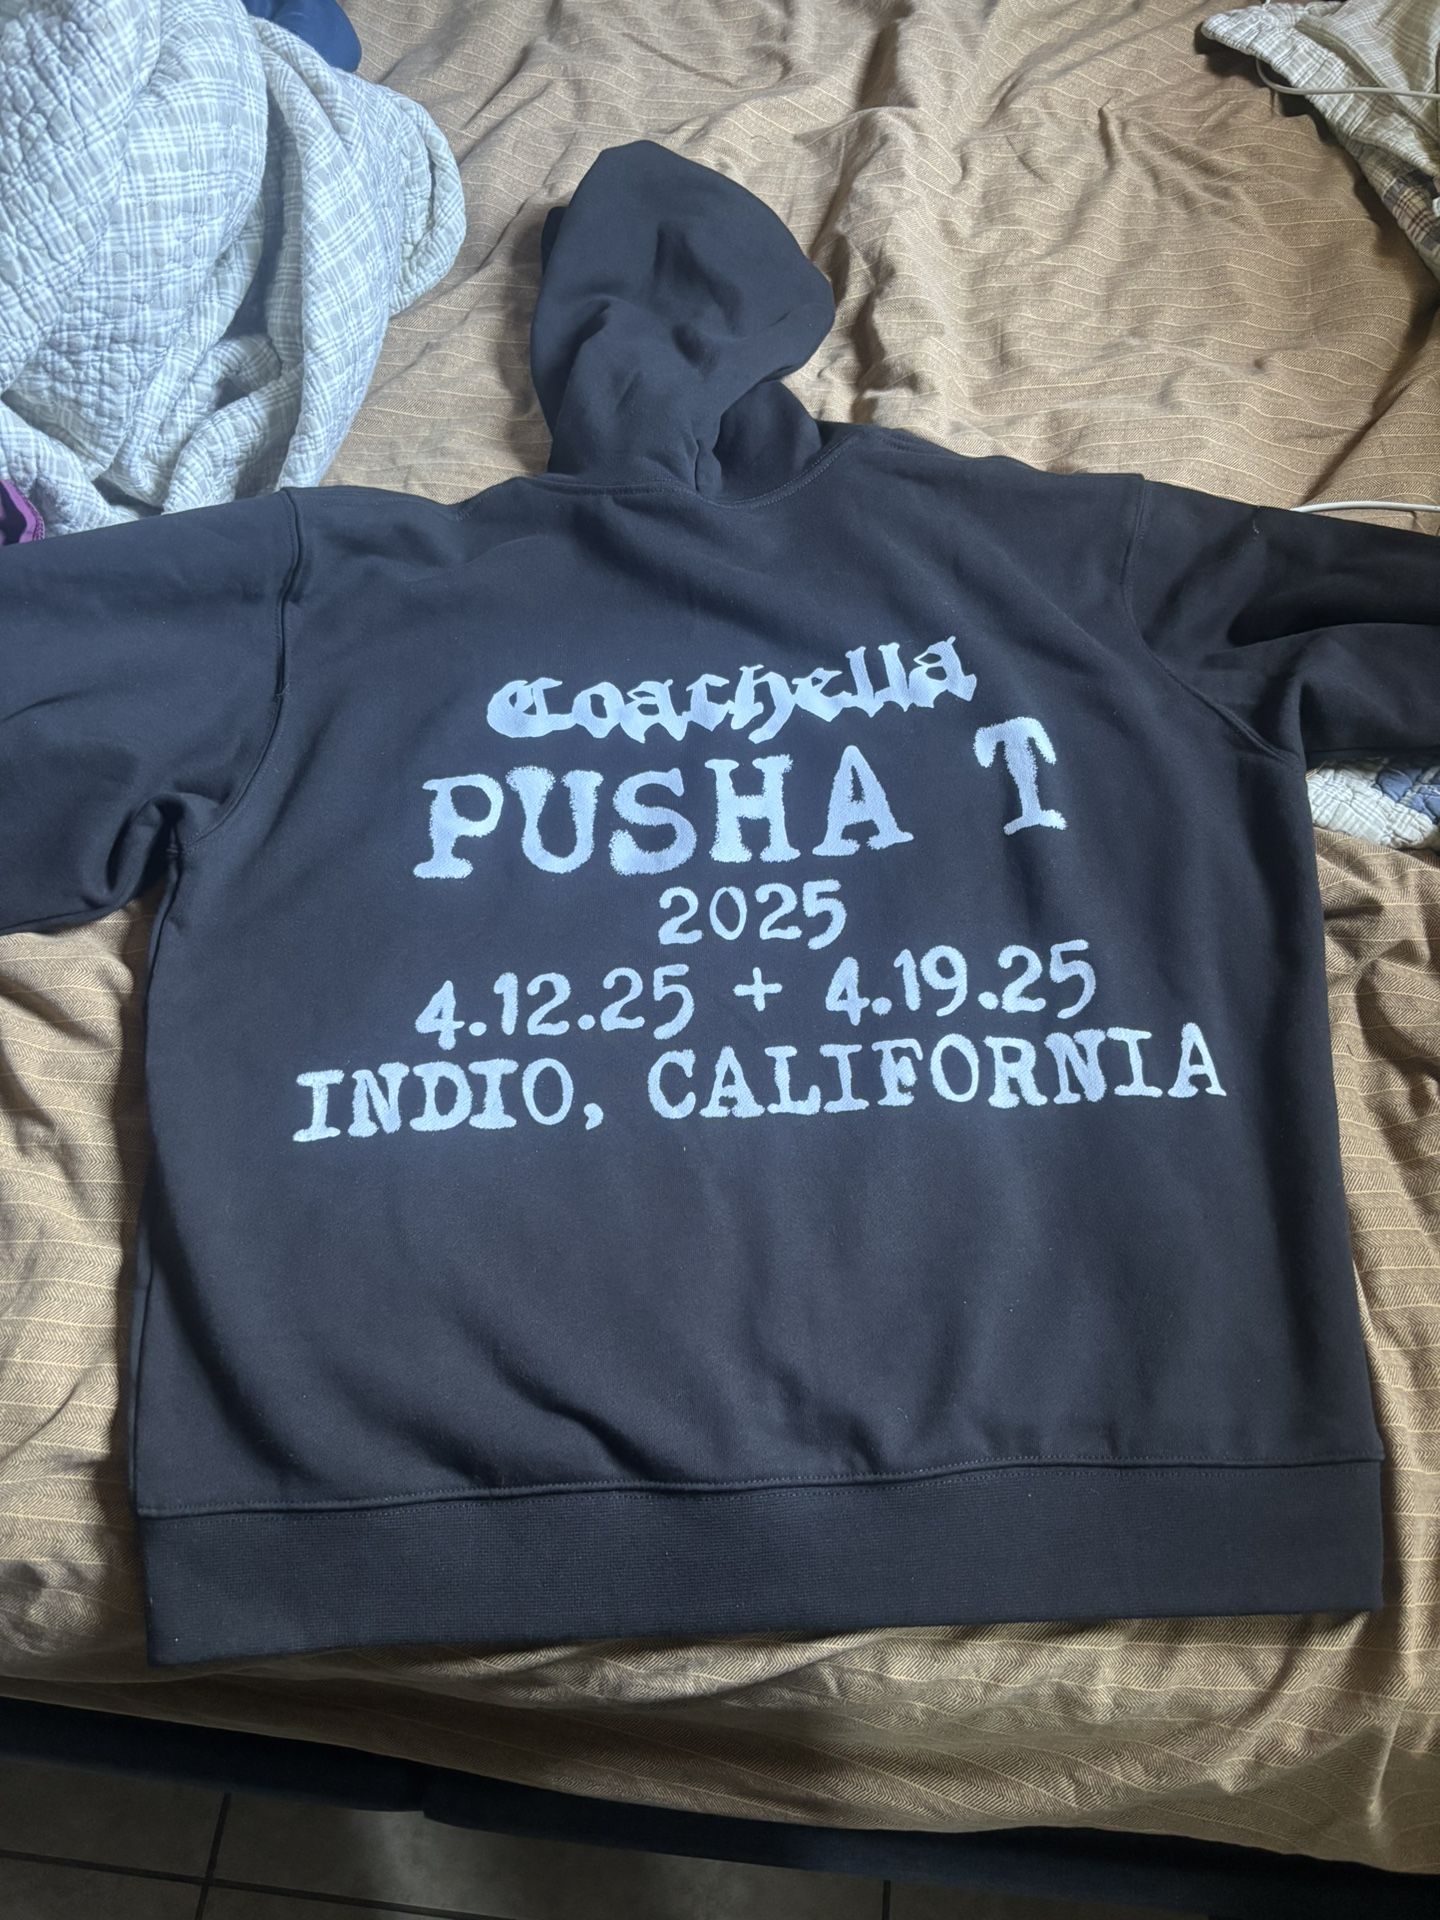 Coachella
PUSHA T
2025
4.12.25 + 4.19.25
INDIO, CALIFORNIA